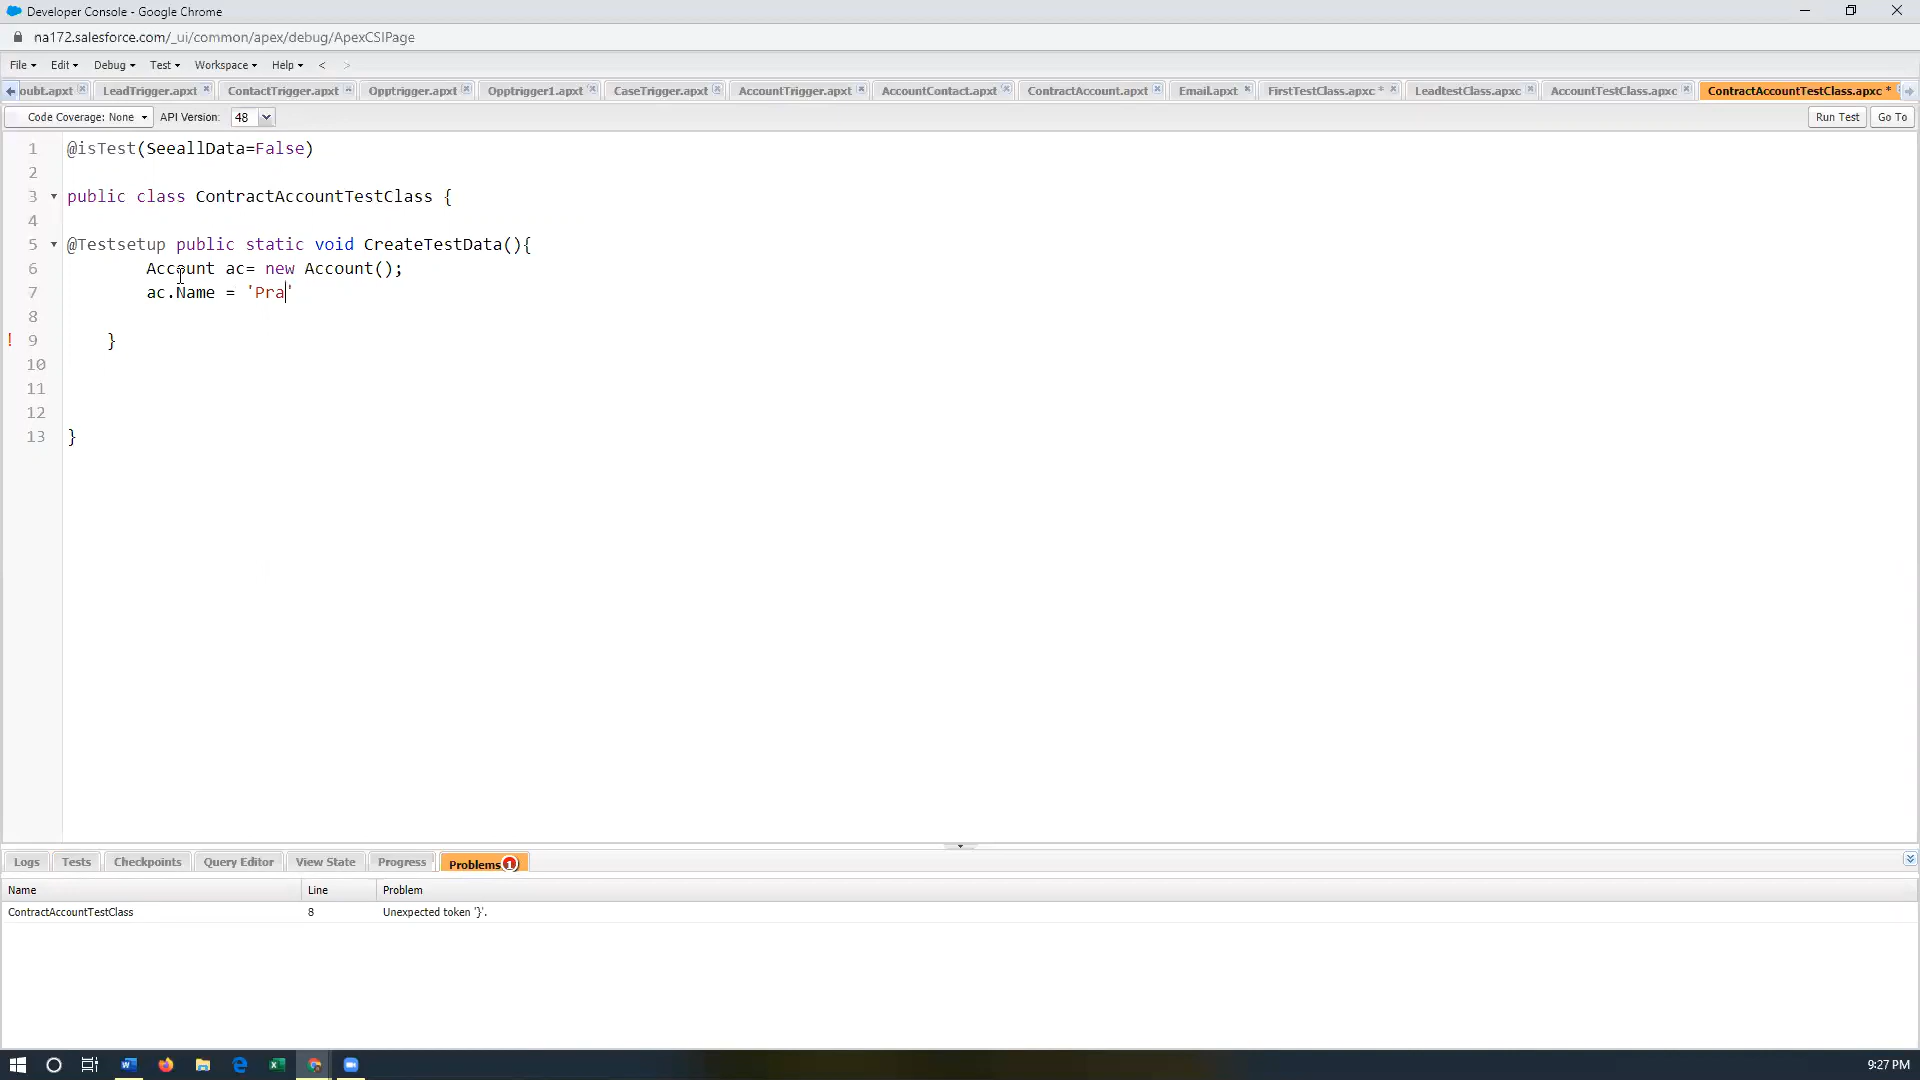 Developer Console - Google Chrome
na172.salesforce.com/_ui/common/apex/debug/ApexCSIPage
File Edit Debug Test Workspace Help < >
oubt.apxt LeadTrigger.apxt ContactTrigger.apxt Opptrigger.apxt Opptrigger1.apxt CaseTrigger.apxt AccountTrigger.apxt AccountContact.apxt ContractAccount.apxt Email.apxt FirstTestClass.apxc * LeadtestClass.apxc AccountTestClass.apxc ContractAccountTestClass.apxc *
Code Coverage: None API Version: 48 Run Test Go To
1 @isTest(SeeallData=False)
2
3 public class ContractAccountTestClass {
4
5 @Testsetup public static void CreateTestData(){
6 Account ac= new Account();
7 ac.Name = 'Pra'
8
! 9 }
10
11
12
13 }
Logs Tests Checkpoints Query Editor View State Progress Problems 1
Name Line Problem
ContractAccountTestClass 8 Unexpected token '}'.
9:27 PM